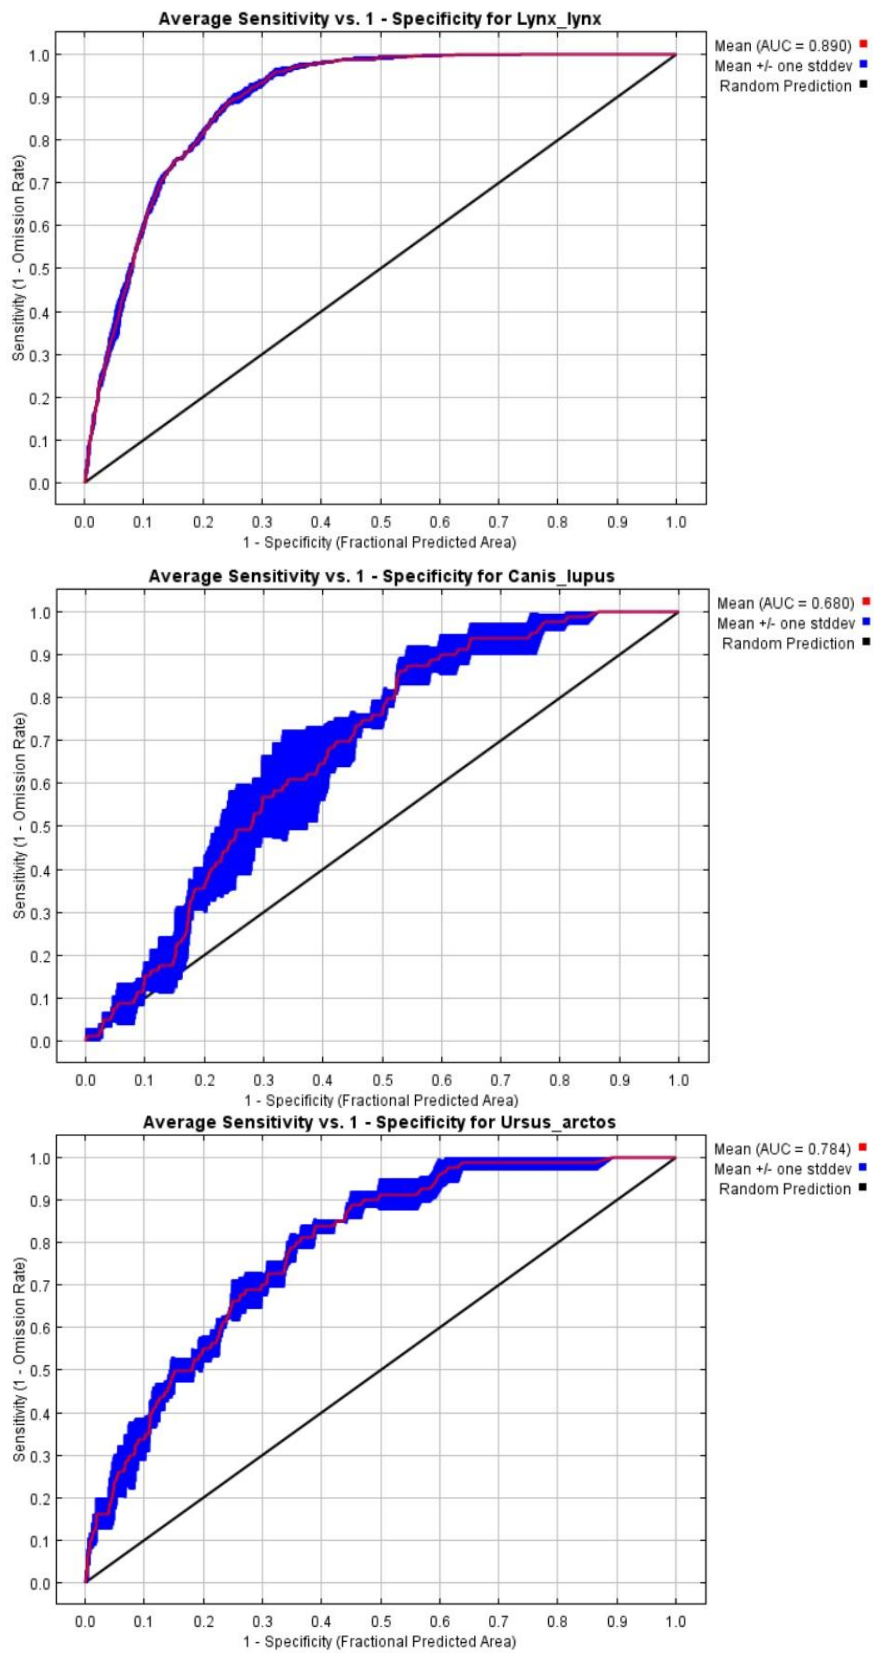 Average Sensitivity vs. 1 - Specificity for Lynx_lynx
Mean (AUC = 0.890)
Mean +/- one stddev
Random Prediction
Sensitivity (1 - Omission Rate)
1.0
0.9
0.8
0.7
0.6
0.5
0.4
0.3
0.2
0.1
0.0
0.0 0.1 0.2 0.3 0.4 0.5 0.6 0.7 0.8 0.9 1.0
1 - Specificity (Fractional Predicted Area)
Average Sensitivity vs. 1 - Specificity for Canis_lupus
Mean (AUC = 0.680)
Mean +/- one stddev
Random Prediction
Sensitivity (1 - Omission Rate)
1.0
0.9
0.8
0.7
0.6
0.5
0.4
0.3
0.2
0.1
0.0
0.0 0.1 0.2 0.3 0.4 0.5 0.6 0.7 0.8 0.9 1.0
1 - Specificity (Fractional Predicted Area)
Average Sensitivity vs. 1 - Specificity for Ursus_arctos
Mean (AUC = 0.784)
Mean +/- one stddev
Random Prediction
Sensitivity (1 - Omission Rate)
1.0
0.9
0.8
0.7
0.6
0.5
0.4
0.3
0.2
0.1
0.0
0.0 0.1 0.2 0.3 0.4 0.5 0.6 0.7 0.8 0.9 1.0
1 - Specificity (Fractional Predicted Area)